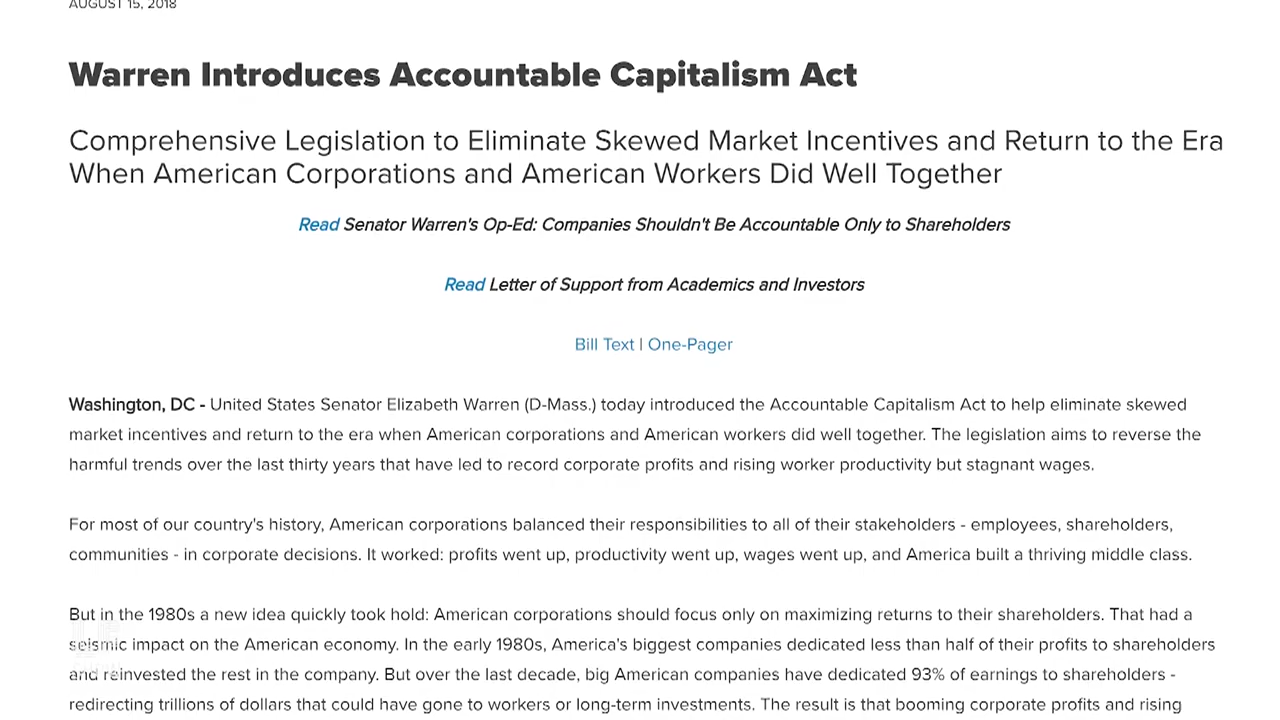 AUGUST 15, 2018
Warren Introduces Accountable Capitalism Act
Comprehensive Legislation to Eliminate Skewed Market Incentives and Return to the Era
When American Corporations and American Workers Did Well Together
Read Senator Warren's Op-Ed: Companies Shouldn't Be Accountable Only to Shareholders
Read Letter of Support from Academics and Investors
Bill Text | One-Pager
Washington, DC - United States Senator Elizabeth Warren (D-Mass.) today introduced the Accountable Capitalism Act to help eliminate skewed
market incentives and return to the era when American corporations and American workers did well together. The legislation aims to reverse the
harmful trends over the last thirty years that have led to record corporate profits and rising worker productivity but stagnant wages.
For most of our country's history, American corporations balanced their responsibilities to all of their stakeholders - employees, shareholders,
communities - in corporate decisions. It worked: profits went up, productivity went up, wages went up, and America built a thriving middle class.
But in the 1980s a new idea quickly took hold: American corporations should focus only on maximizing returns to their shareholders. That had a
seismic impact on the American economy. In the early 1980s, America's biggest companies dedicated less than half of their profits to shareholders
and reinvested the rest in the company. But over the last decade, big American companies have dedicated 93% of earnings to shareholders -
redirecting trillions of dollars that could have gone to workers or long-term investments. The result is that booming corporate profits and rising